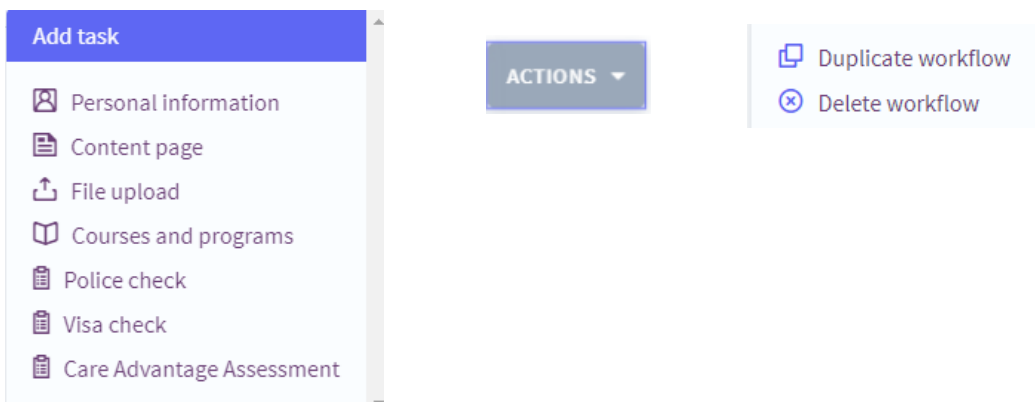 Add task
Personal information
Content page
File upload
Courses and programs
Police check
Visa check
Care Advantage Assessment
ACTIONS
Duplicate workflow
Delete workflow